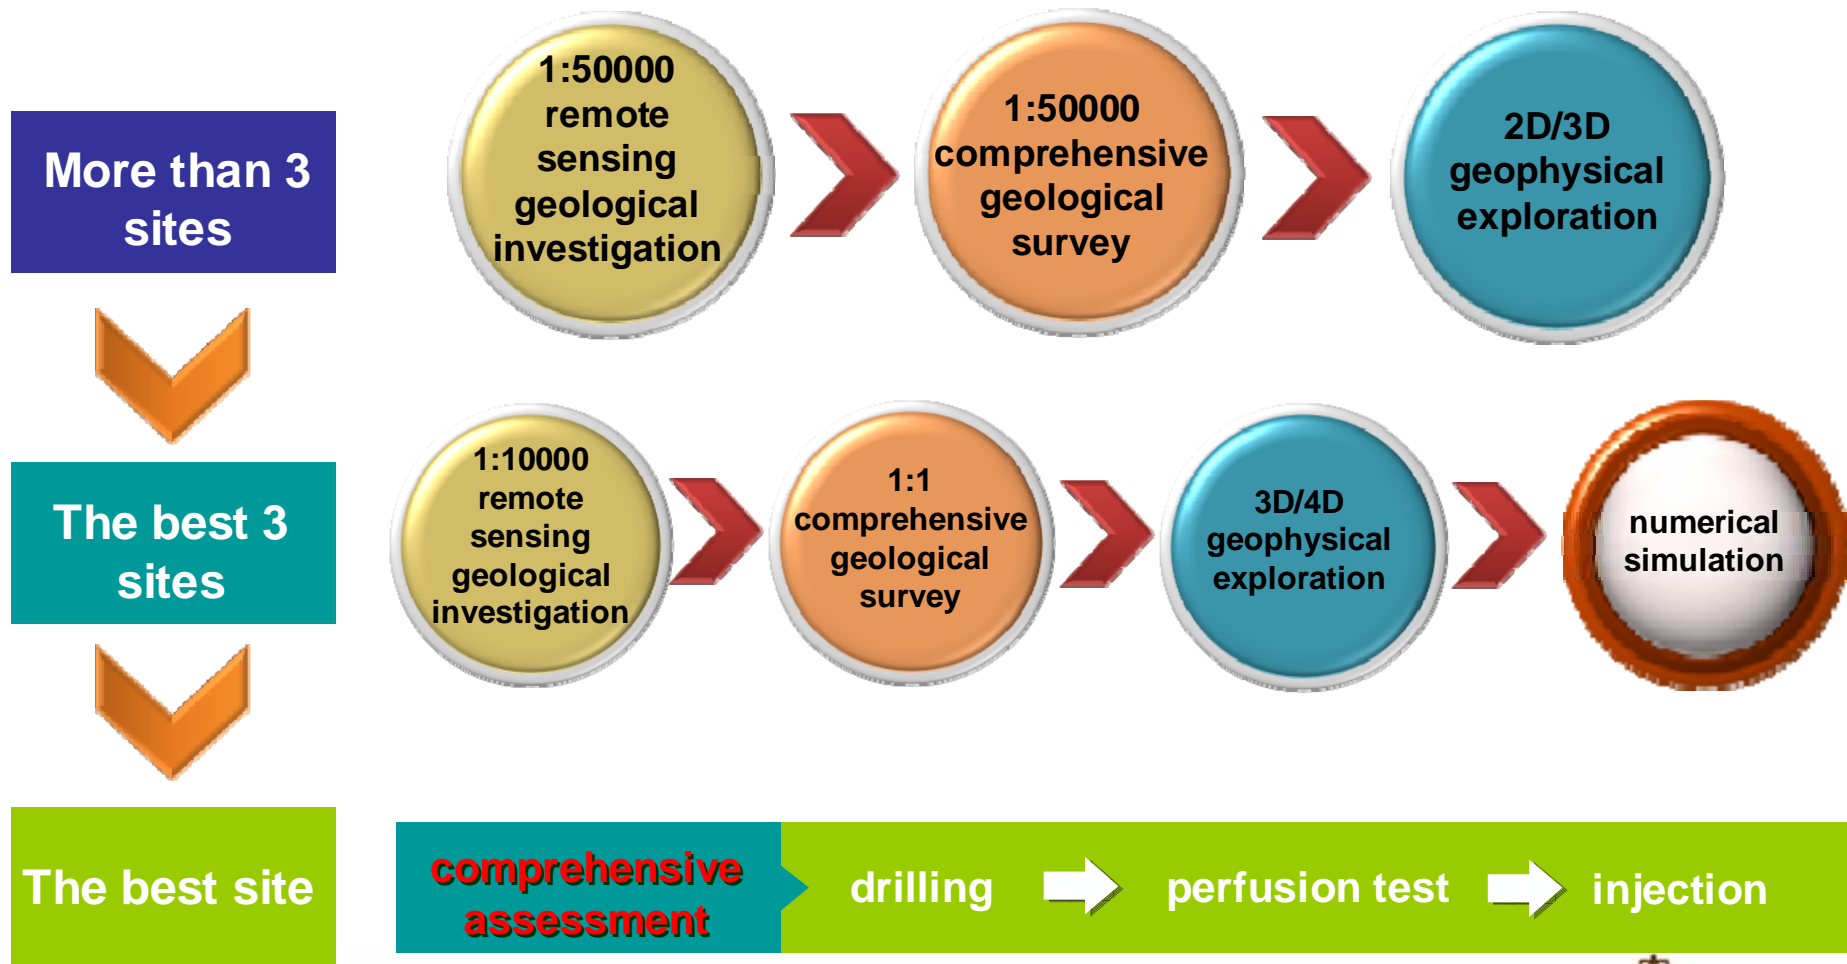 More than 3
sites
1:50000
remote
sensing
geological
investigation
1:50000
comprehensive
geological
survey
2D/3D
geophysical
exploration
The best 3
sites
1:10000
remote
sensing
geological
investigation
1:1
comprehensive
geological
survey
3D/4D
geophysical
exploration
numerical
simulation
The best site
comprehensive
assessment
drilling
perfusion test
injection